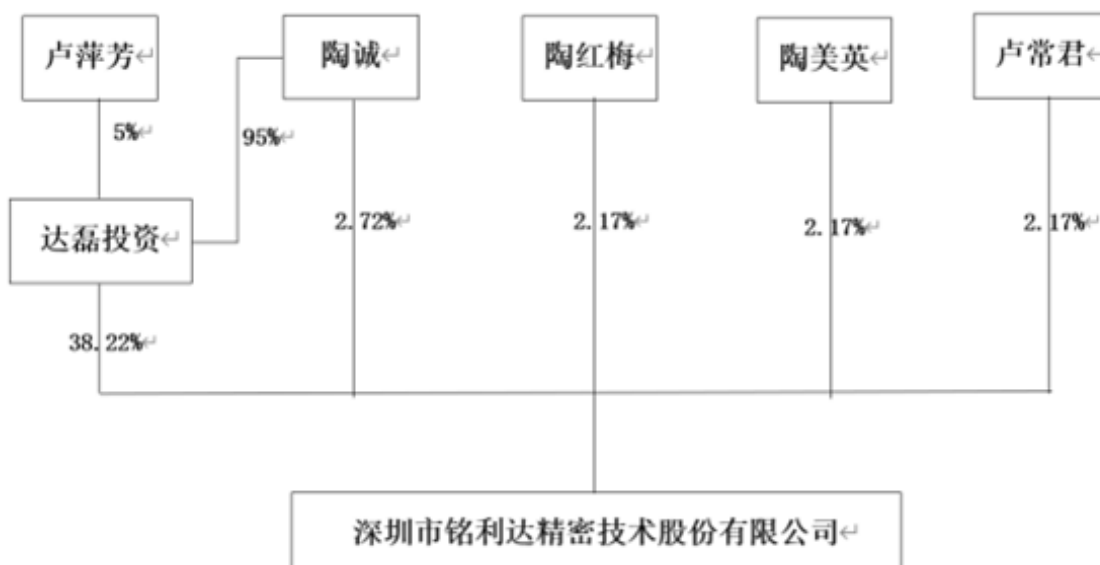 卢萍芳
陶诚
陶红梅
陶美英
卢常君
5%
95%
达磊投资
2.72%
2.17%
2.17%
2.17%
38.22%
深圳市铭利达精密技术股份有限公司